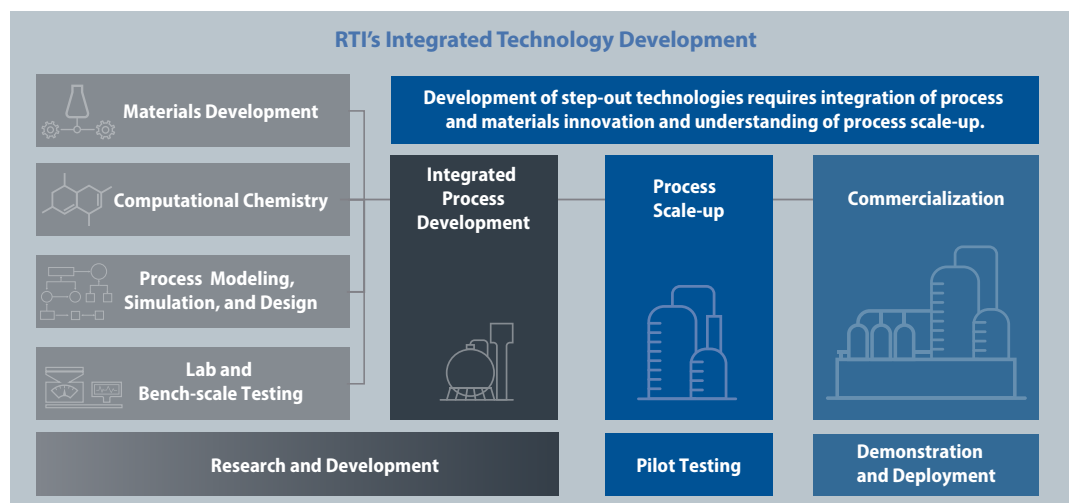 RTI's Integrated Technology Development
Materials Development
Computational Chemistry
Process Modeling,
Simulation, and Design
Lab and
Bench-scale Testing
Development of step-out technologies requires integration of process
and materials innovation and understanding of process scale-up.
Integrated
Process
Development
Process
Scale-up
Commercialization
Research and Development
Pilot Testing
Demonstration
and Deployment